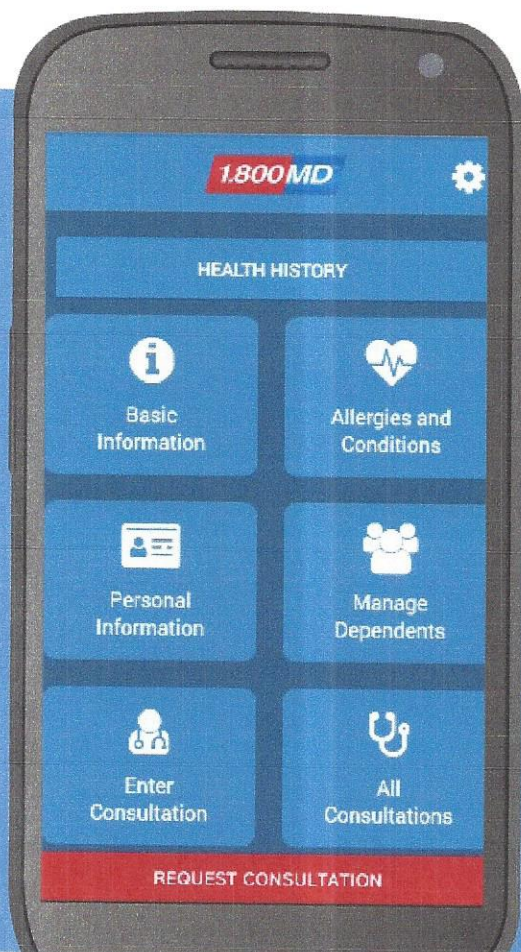 1.800MD
HEALTH HISTORY
Basic
Information
Allergies and
Conditions
Personal
Information
Manage
Dependents
Enter
Consultation
All
Consultations
REQUEST CONSULTATION